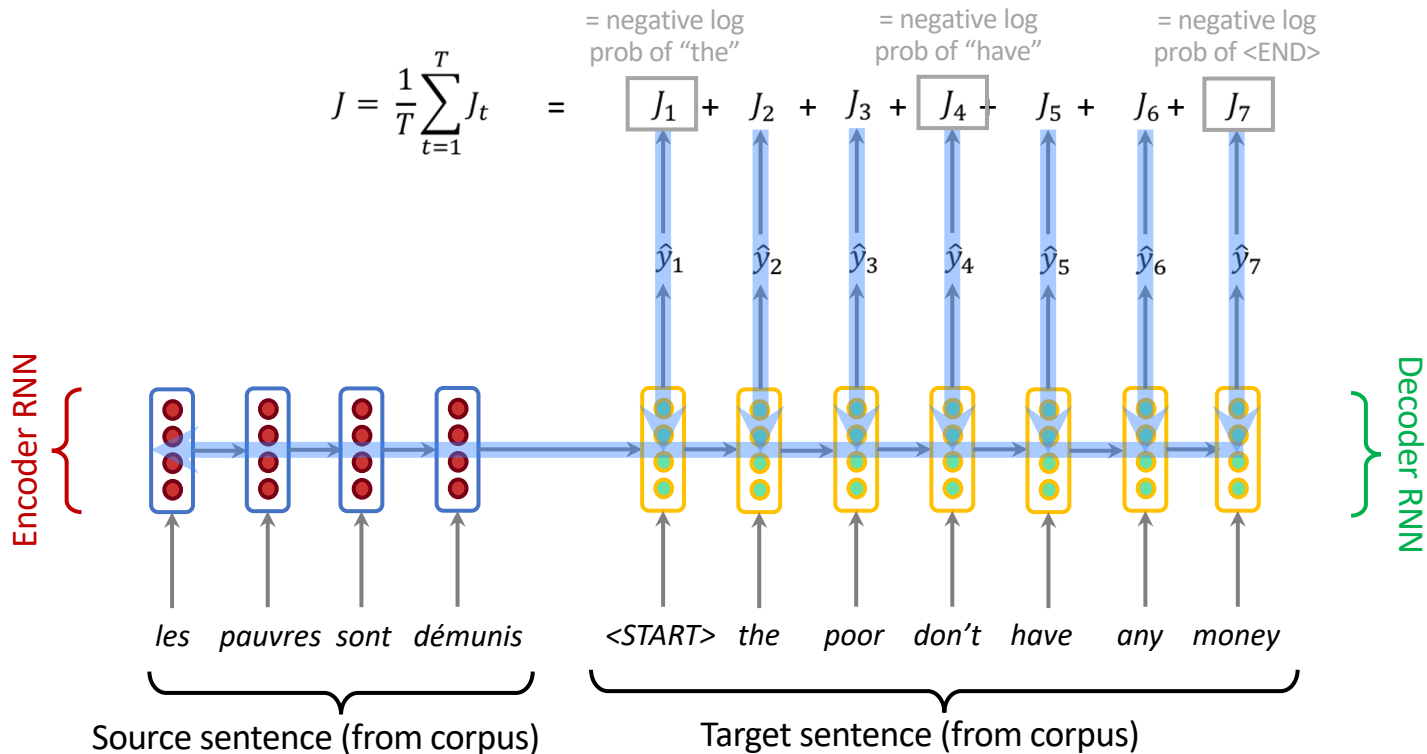 = negative log
prob of “the”
= negative log
prob of “have”
= negative log
prob of <END>
J = 1/T ∑_{t=1}^{T} J_t = J_1 + J_2 + J_3 + J_4 + J_5 + J_6 + J_7
ŷ_1 ŷ_2 ŷ_3 ŷ_4 ŷ_5 ŷ_6 ŷ_7
Encoder RNN
Decoder RNN
les pauvres sont démunis <START> the poor don’t have any money
Source sentence (from corpus)
Target sentence (from corpus)